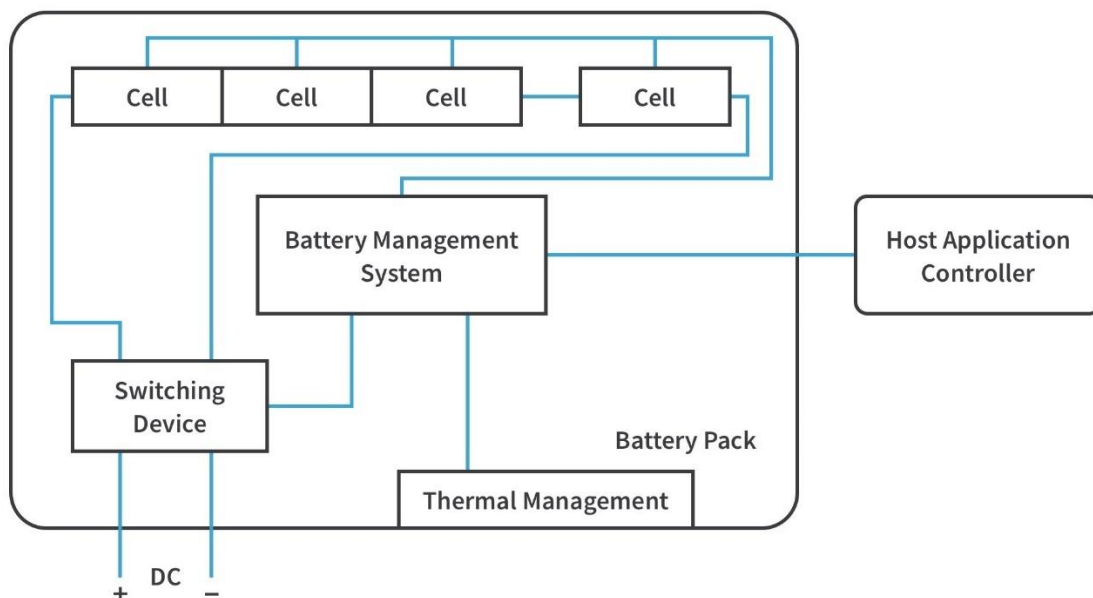 Cell
Cell
Cell
Cell
Battery Management
System
Host Application
Controller
Switching
Device
Battery Pack
Thermal Management
DC
+
−